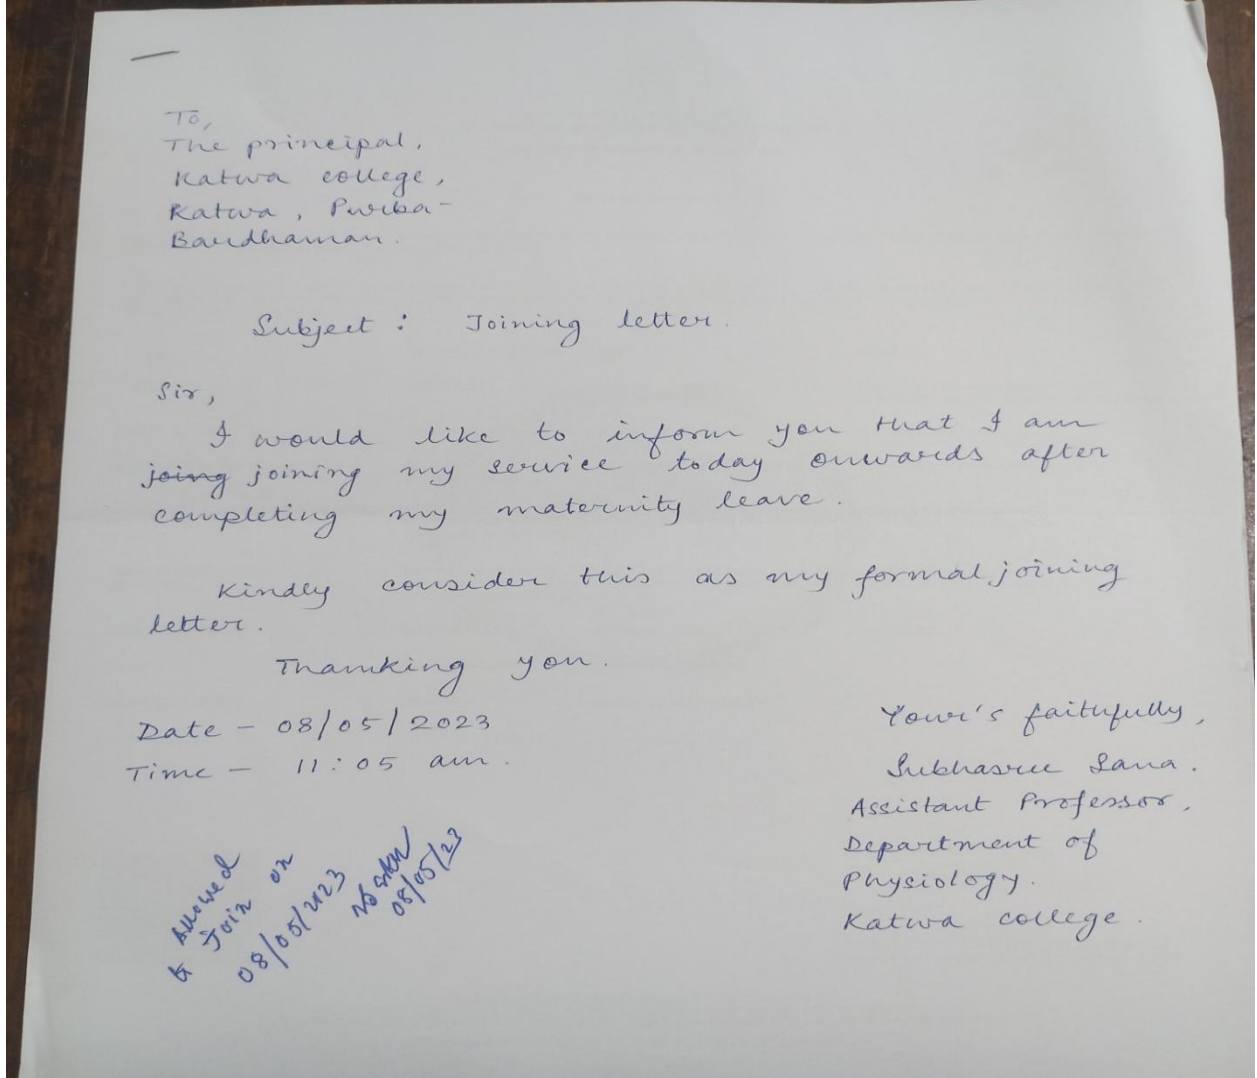 To,
The principal,
Katwa college,
Katwa, Purba-
Bardhaman.
Subject : Joining letter.
Sir,
I would like to inform you that I am
joing joining my service today onwards after
completing my maternity leave.
Kindly consider this as my formal joining
letter.
Thanking you.
Date - 08/05/2023
Time - 11:05 am.
Your's faithfully,
Subhasree Sana.
Assistant Professor,
Department of
Physiology.
Katwa college.
Allowed
to Join on
08/05/2023
08/05/23